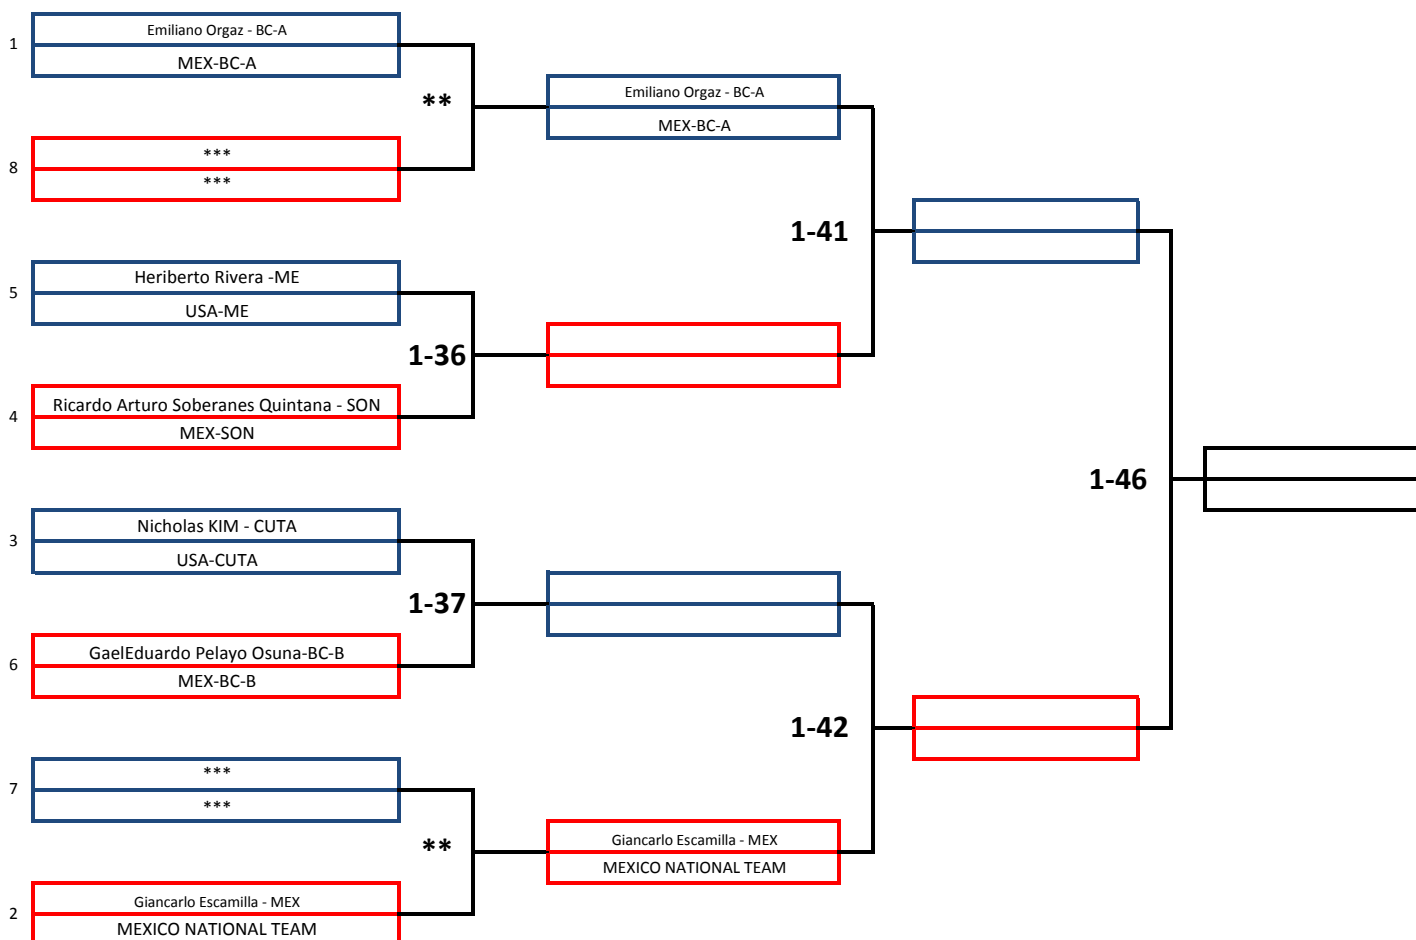 Emiliano Orgaz - BC-A
1
MEX-BC-A
**
Emiliano Orgaz - BC-A
MEX-BC-A
***
8
***
1-41
Heriberto Rivera -ME
5
USA-ME
1-36
Ricardo Arturo Soberanes Quintana - SON
4
MEX-SON
1-46
Nicholas KIM - CUTA
3
USA-CUTA
1-37
GaelEduardo Pelayo Osuna-BC-B
6
MEX-BC-B
1-42
***
7
***
**
Giancarlo Escamilla - MEX
MEXICO NATIONAL TEAM
Giancarlo Escamilla - MEX
2
MEXICO NATIONAL TEAM